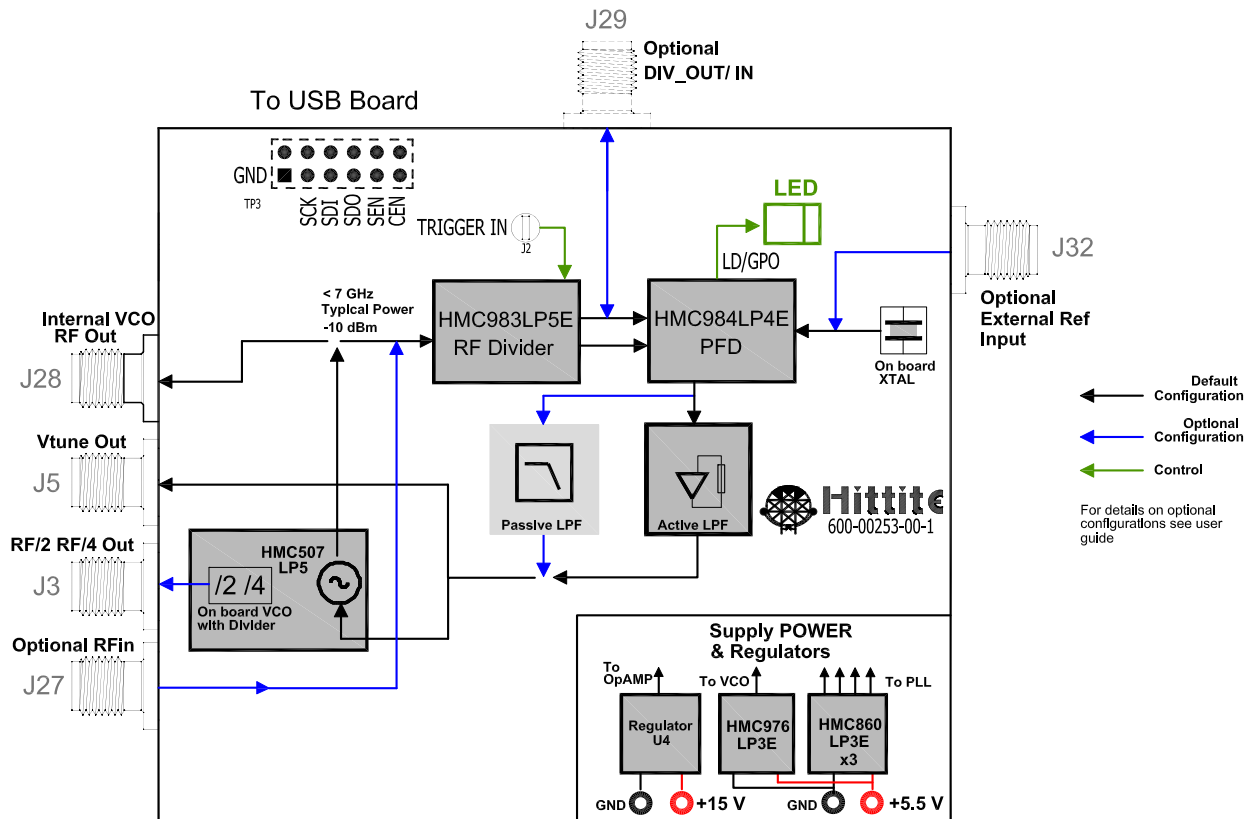 J29
Optional
DIV_OUT/ IN
To USB Board
GND
TP3
SCK
SDI
SDO
SEN
CEN
TRIGGER IN
J2
LED
LD/GPO
J32
Optional
External Ref
Input
< 7 GHz
Typical Power
-10 dBm
HMC983LP5E
RF Divider
HMC984LP4E
PFD
On board
XTAL
Internal VCO
RF Out
J28
Vtune Out
J5
RF/2 RF/4 Out
J3
Optional RFin
J27
Passive LPF
Active LPF
Hittite
600-00253-00-1
HMC507
LP5
/2 /4
On board VCO
with Divider
Default
Configuration
Optional
Configuration
Control
For details on optional
configurations see user
guide
Supply POWER
& Regulators
To
OpAMP
To VCO
To PLL
Regulator
U4
HMC976
LP3E
HMC860
LP3E
x3
GND
+15 V
GND
+5.5 V